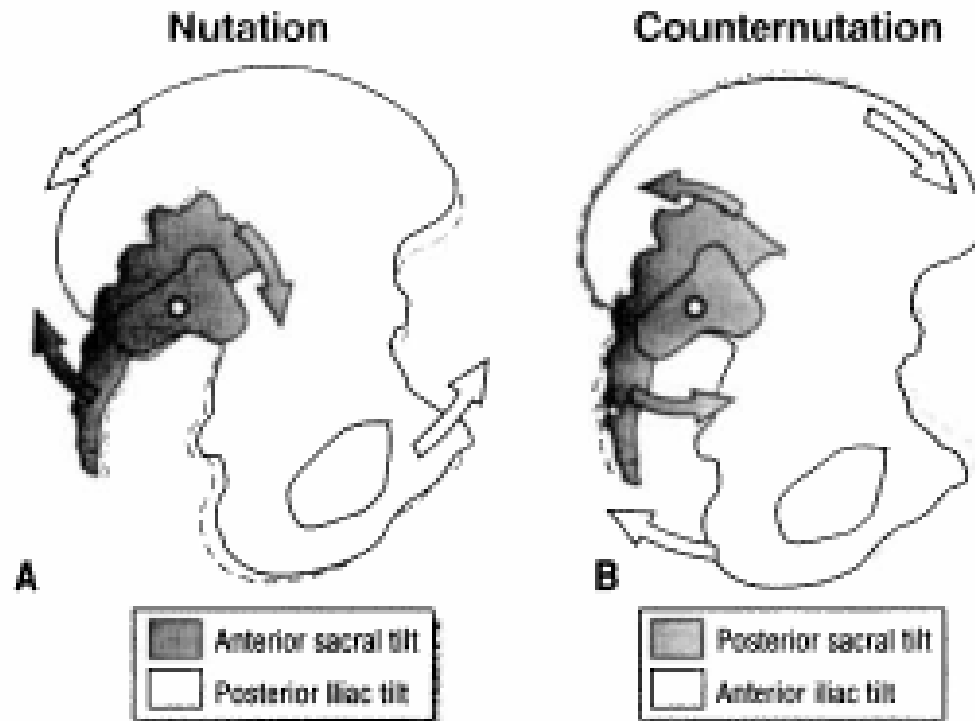 Nutation
Counternutation
A
B
Anterior sacral tilt
Posterior iliac tilt
Posterior sacral tilt
Anterior iliac tilt